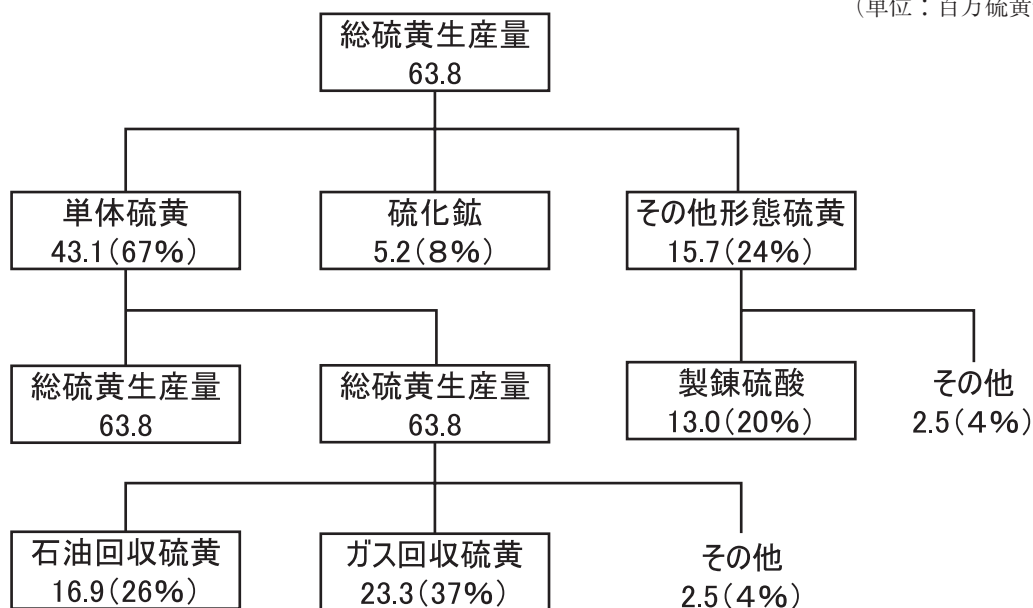 (単位：百万硫黄
総硫黄生産量
63.8
単体硫黄
43.1(67%)
硫化鉱
5.2(8%)
その他形態硫黄
15.7(24%)
総硫黄生産量
63.8
総硫黄生産量
63.8
製錬硫酸
13.0(20%)
その他
2.5(4%)
石油回収硫黄
16.9(26%)
ガス回収硫黄
23.3(37%)
その他
2.5(4%)